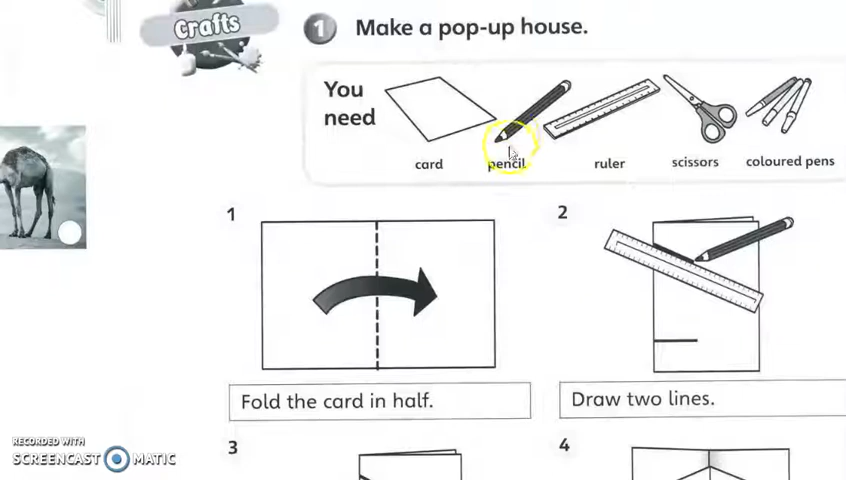 Crafts
1 Make a pop-up house.
You
need
card pencil ruler scissors coloured pens
1
2
Fold the card in half.
Draw two lines.
3
4
RECORDED WITH
SCREENCAST MATIC